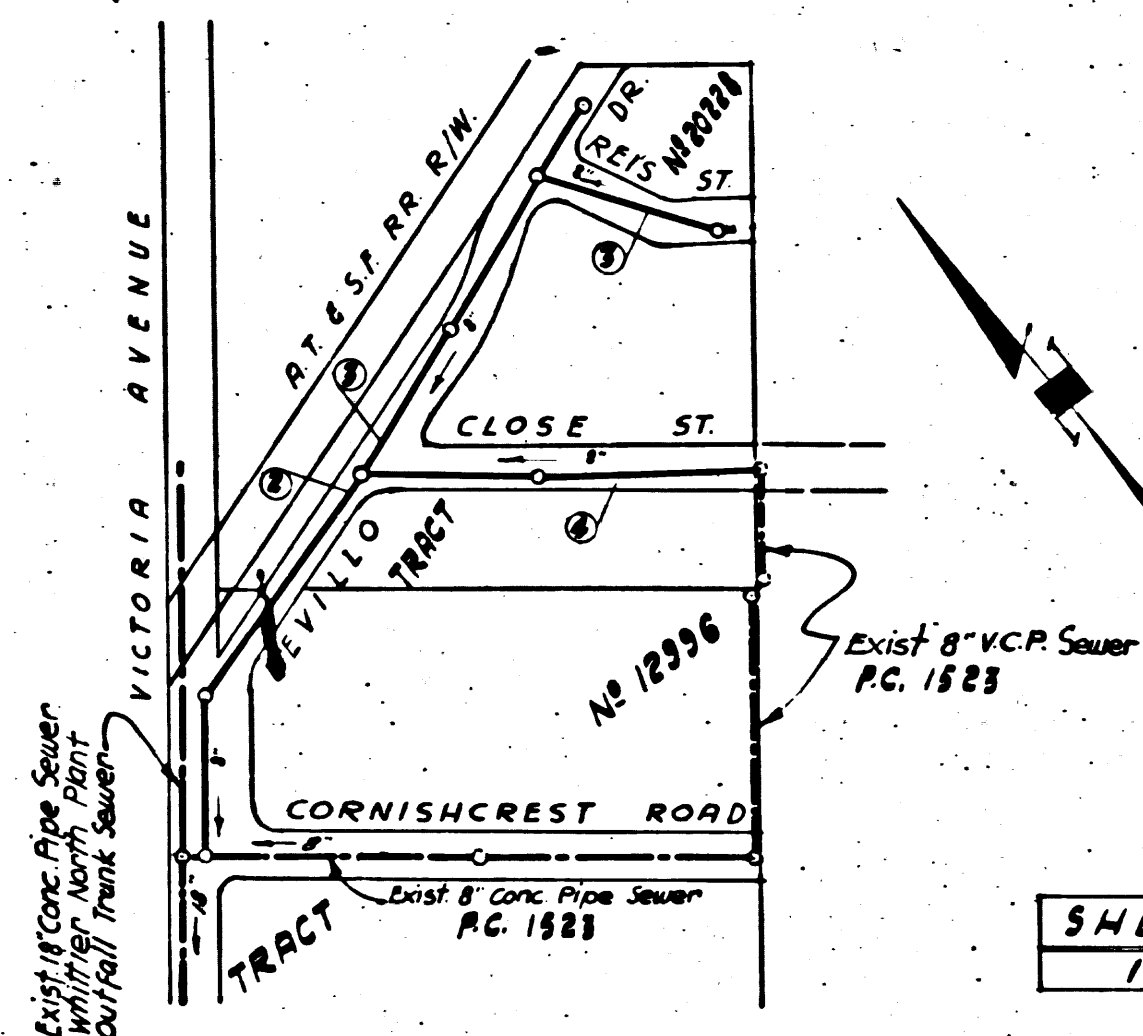 A.T. & S.F. RR. R/W.
DR.
REI'S ST.
Nº 20228
8"
VICTORIA AVENUE
3
8"
3
CLOSE ST.
8"
2
4
EVILLO
TRACT
Nº 12996
Exist 8" V.C.P. Sewer
P.C. 1523
Exist. 18" Conc. Pipe Sewer
Whittier North Plant
Outfall Trunk Sewer
8"
CORNISHCREST ROAD
8"
Exist. 8" Conc. Pipe Sewer
P.C. 1523
18"
TRACT
1